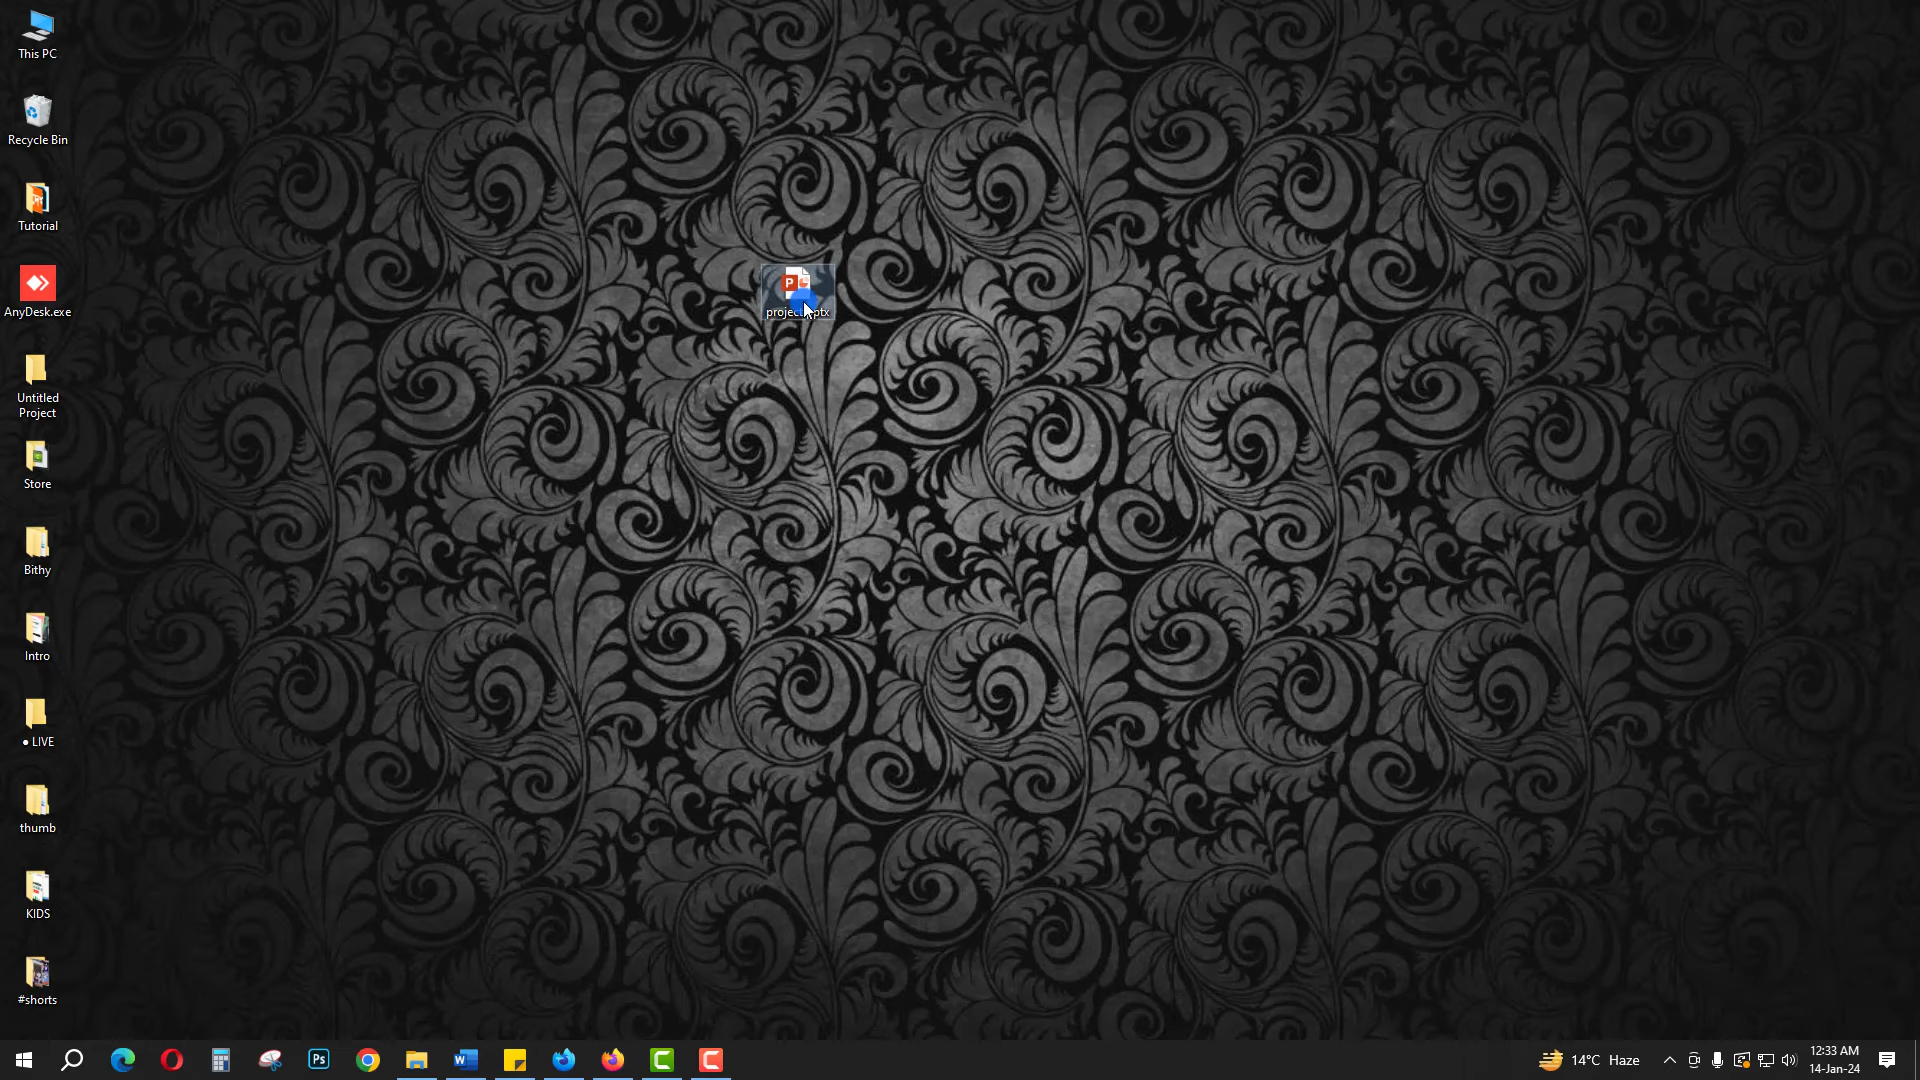 This PC
Recycle Bin
Tutorial
AnyDesk.exe
Untitled
Project
Store
Bithy
Intro
● LIVE
thumb
KIDS
#shorts
P
Ps
W
C
C
14°C Haze
12:33 AM
14-Jan-24